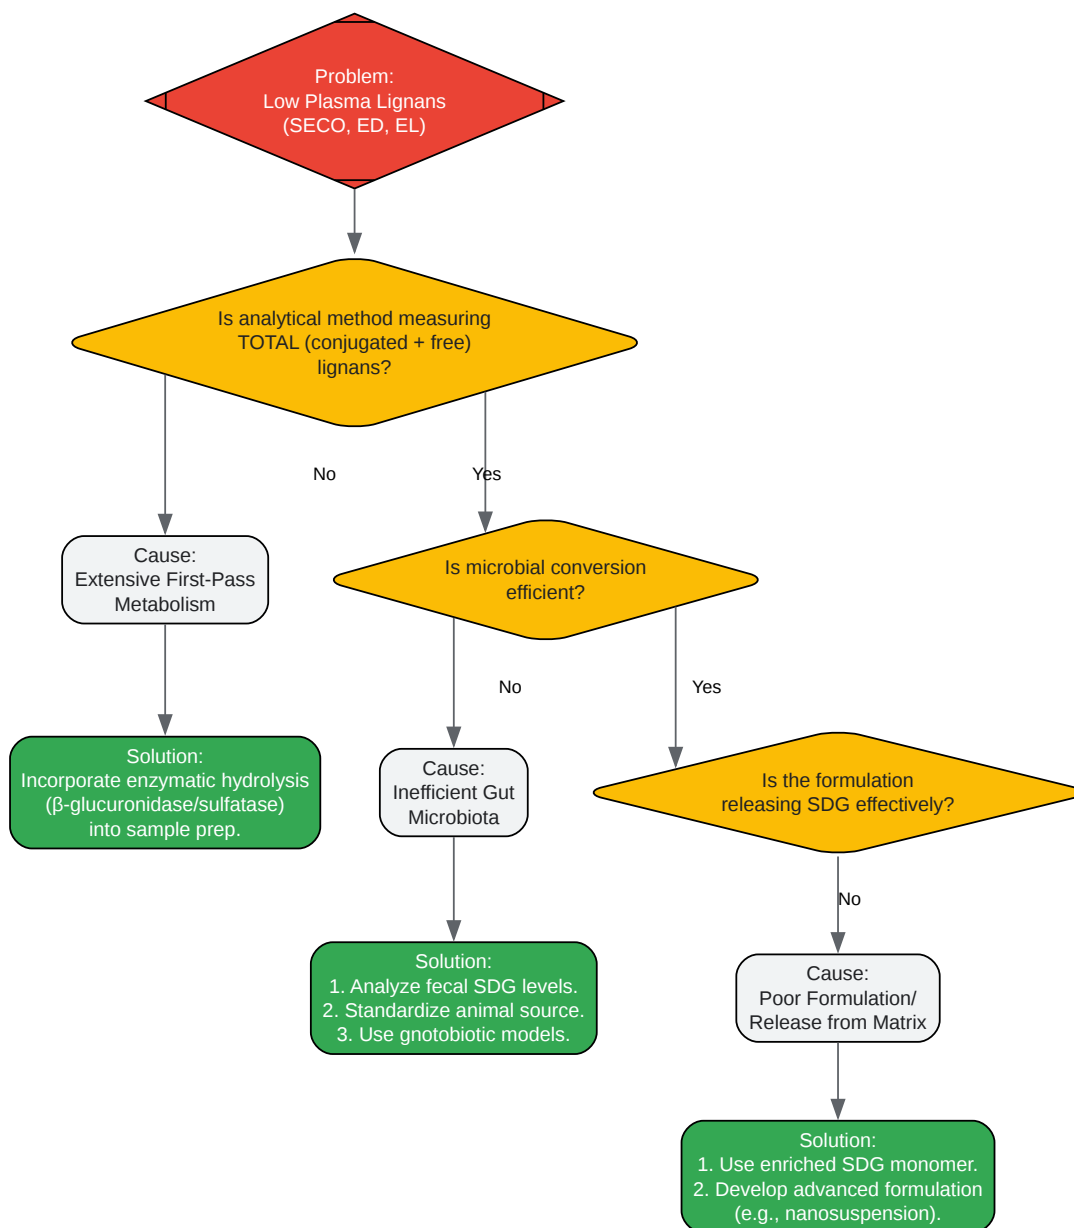 Problem:
Low Plasma Lignans
(SECO, ED, EL)
Is analytical method measuring
TOTAL (conjugated + free)
lignans?
No
Yes
Cause:
Extensive First-Pass
Metabolism
Is microbial conversion
efficient?
No
Yes
Solution:
Incorporate enzymatic hydrolysis
(β-glucuronidase/sulfatase)
into sample prep.
Cause:
Inefficient Gut
Microbiota
Is the formulation
releasing SDG effectively?
No
Solution:
1. Analyze fecal SDG levels.
2. Standardize animal source.
3. Use gnotobiotic models.
Cause:
Poor Formulation/
Release from Matrix
Solution:
1. Use enriched SDG monomer.
2. Develop advanced formulation
(e.g., nanosuspension).